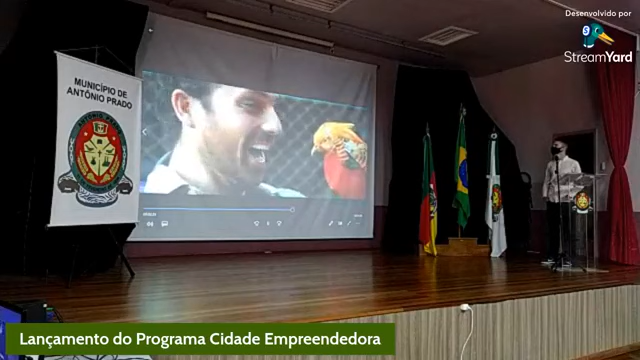 Desenvolvido por
StreamYard
MUNICÍPIO DE
ANTÔNIO PRADO
Lançamento do Programa Cidade Empreendedora